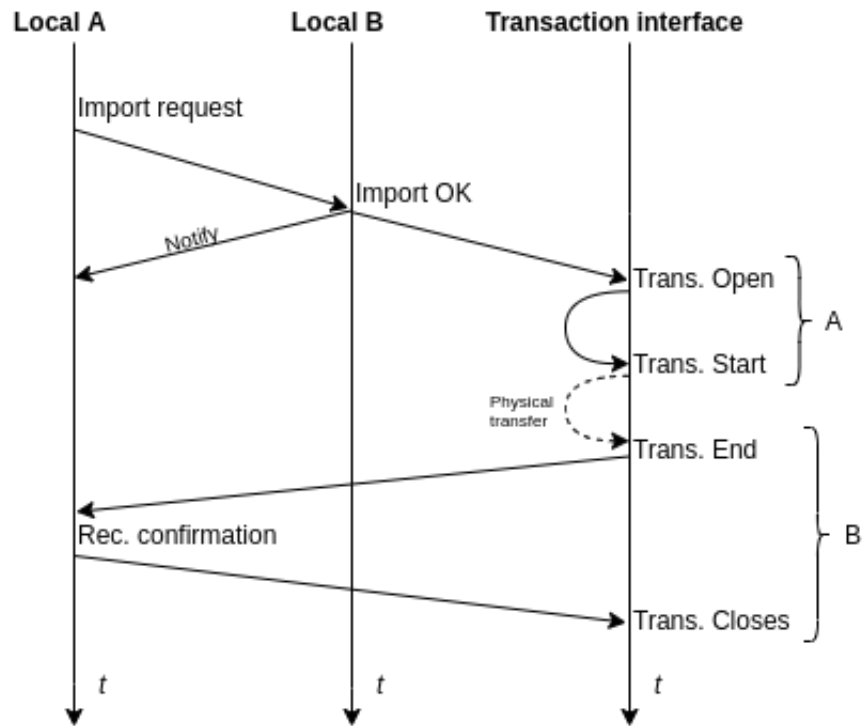 Local A
Local B
Transaction interface
Import request
Import OK
Notify
Trans. Open
A
Trans. Start
Physical
transfer
Trans. End
Rec. confirmation
B
Trans. Closes
t
t
t